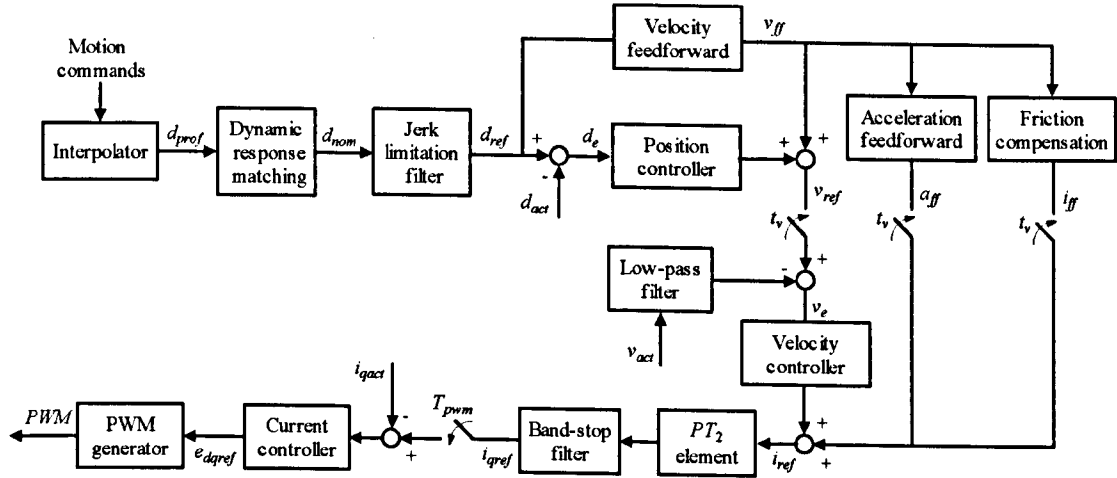 Motion
commands
Interpolator
d_prof
Dynamic
response
matching
d_nom
Jerk
limitation
filter
d_ref
+
-
d_act
d_e
Velocity
feedforward
v_ff
Position
controller
+
+
v_ref
t_v
Acceleration
feedforward
a_ff
t_v
Friction
compensation
i_ff
t_v
Low-pass
filter
v_act
-
+
v_e
Velocity
controller
+
+
i_ref
PT_2
element
Band-stop
filter
i_qref
T_pwm
i_qact
-
+
Current
controller
e_dqref
PWM
generator
PWM